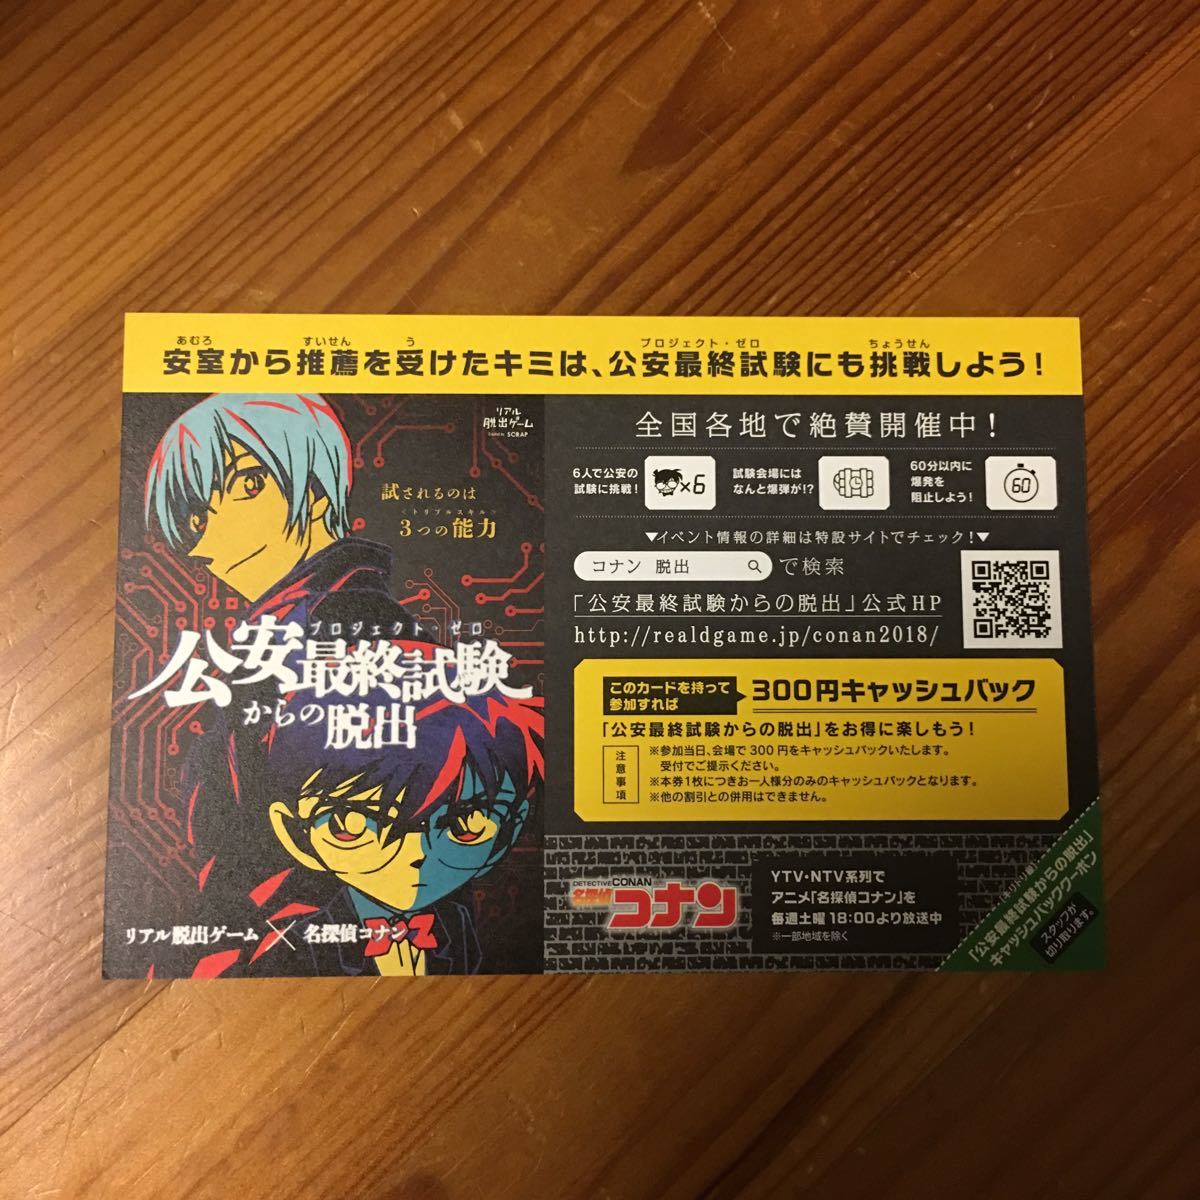 あむろ すいせん う プロジェクト・ゼロ ちょうせん
安室から推薦を受けたキミは、公安最終試験にも挑戦しよう!
リアル
脱出ゲーム
Created by SCRAP
試されるのは
<トリプルスキル>
3つの能力
プロジェクト・ゼロ
公安最終試験
からの脱出
リアル脱出ゲーム × 名探偵コナン
全国各地で絶賛開催中!
6人で公安の
試験に挑戦!
×6
試験会場には
なんと爆弾が!?
60分以内に
爆発を
阻止しよう!
60
▼イベント情報の詳細は特設サイトでチェック!▼
コナン 脱出 で検索
「公安最終試験からの脱出」公式HP
http://realdgame.jp/conan2018/
このカードを持って
参加すれば
300円キャッシュバック
「公安最終試験からの脱出」をお得に楽しもう!
注意事項
※参加当日、会場で300円をキャッシュバックいたします。
受付でご提示ください。
※本券1枚につきお一人様分のみのキャッシュバックとなります。
※他の割引との併用はできません。
DETECTIVE CONAN
名探偵
コナン
YTV・NTV系列で
アニメ「名探偵コナン」を
毎週土曜18:00より放送中
※一部地域を除く
「公安最終試験からの脱出」
キャッシュバッククーポン
スタッフが
切り取ります。